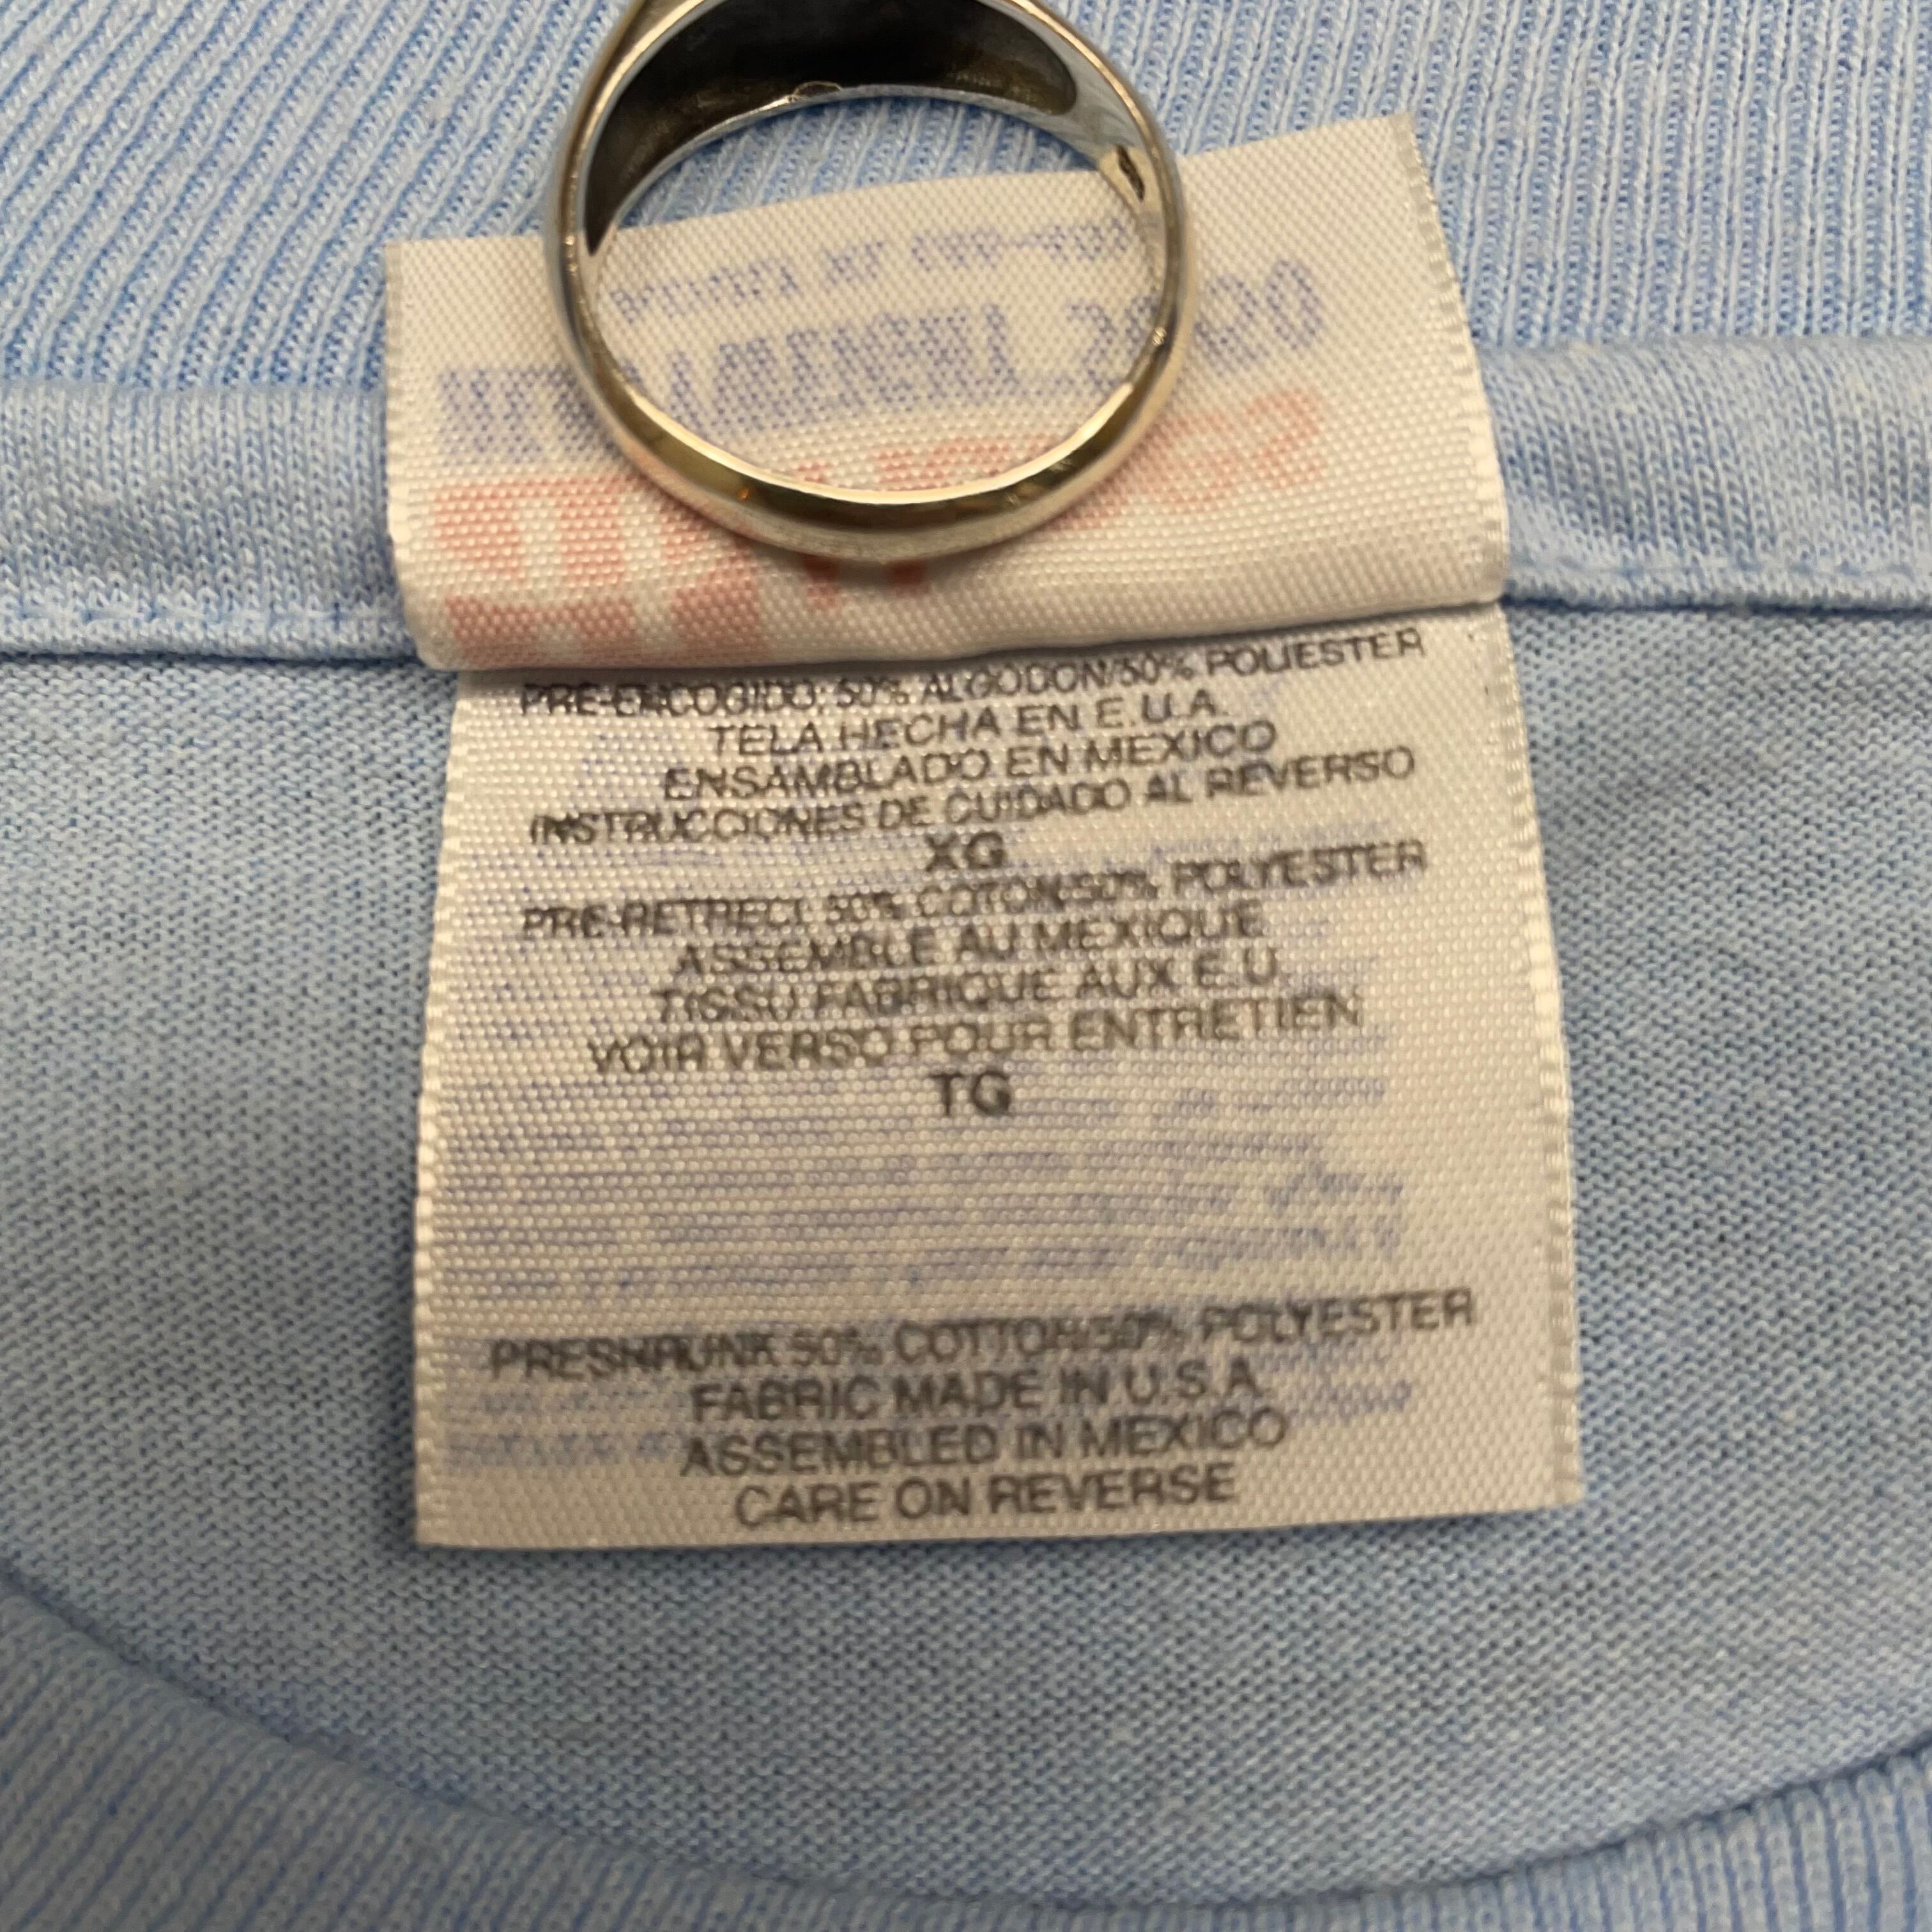 PRE-ENCOGIDO: 50% ALGODON/50% POLIESTER
TELA HECHA EN E.U.A.
ENSAMBLADO EN MEXICO
INSTRUCCIONES DE CUIDADO AL REVERSO
XG
PRE-RETRECI: 50% COTON/50% POLYESTER
ASSEMBLE AU MEXIQUE
TISSU FABRIQUE AUX E.U.
VOIR VERSO POUR ENTRETIEN
TG
PRESHRUNK 50% COTTON/50% POLYESTER
FABRIC MADE IN U.S.A.
ASSEMBLED IN MEXICO
CARE ON REVERSE